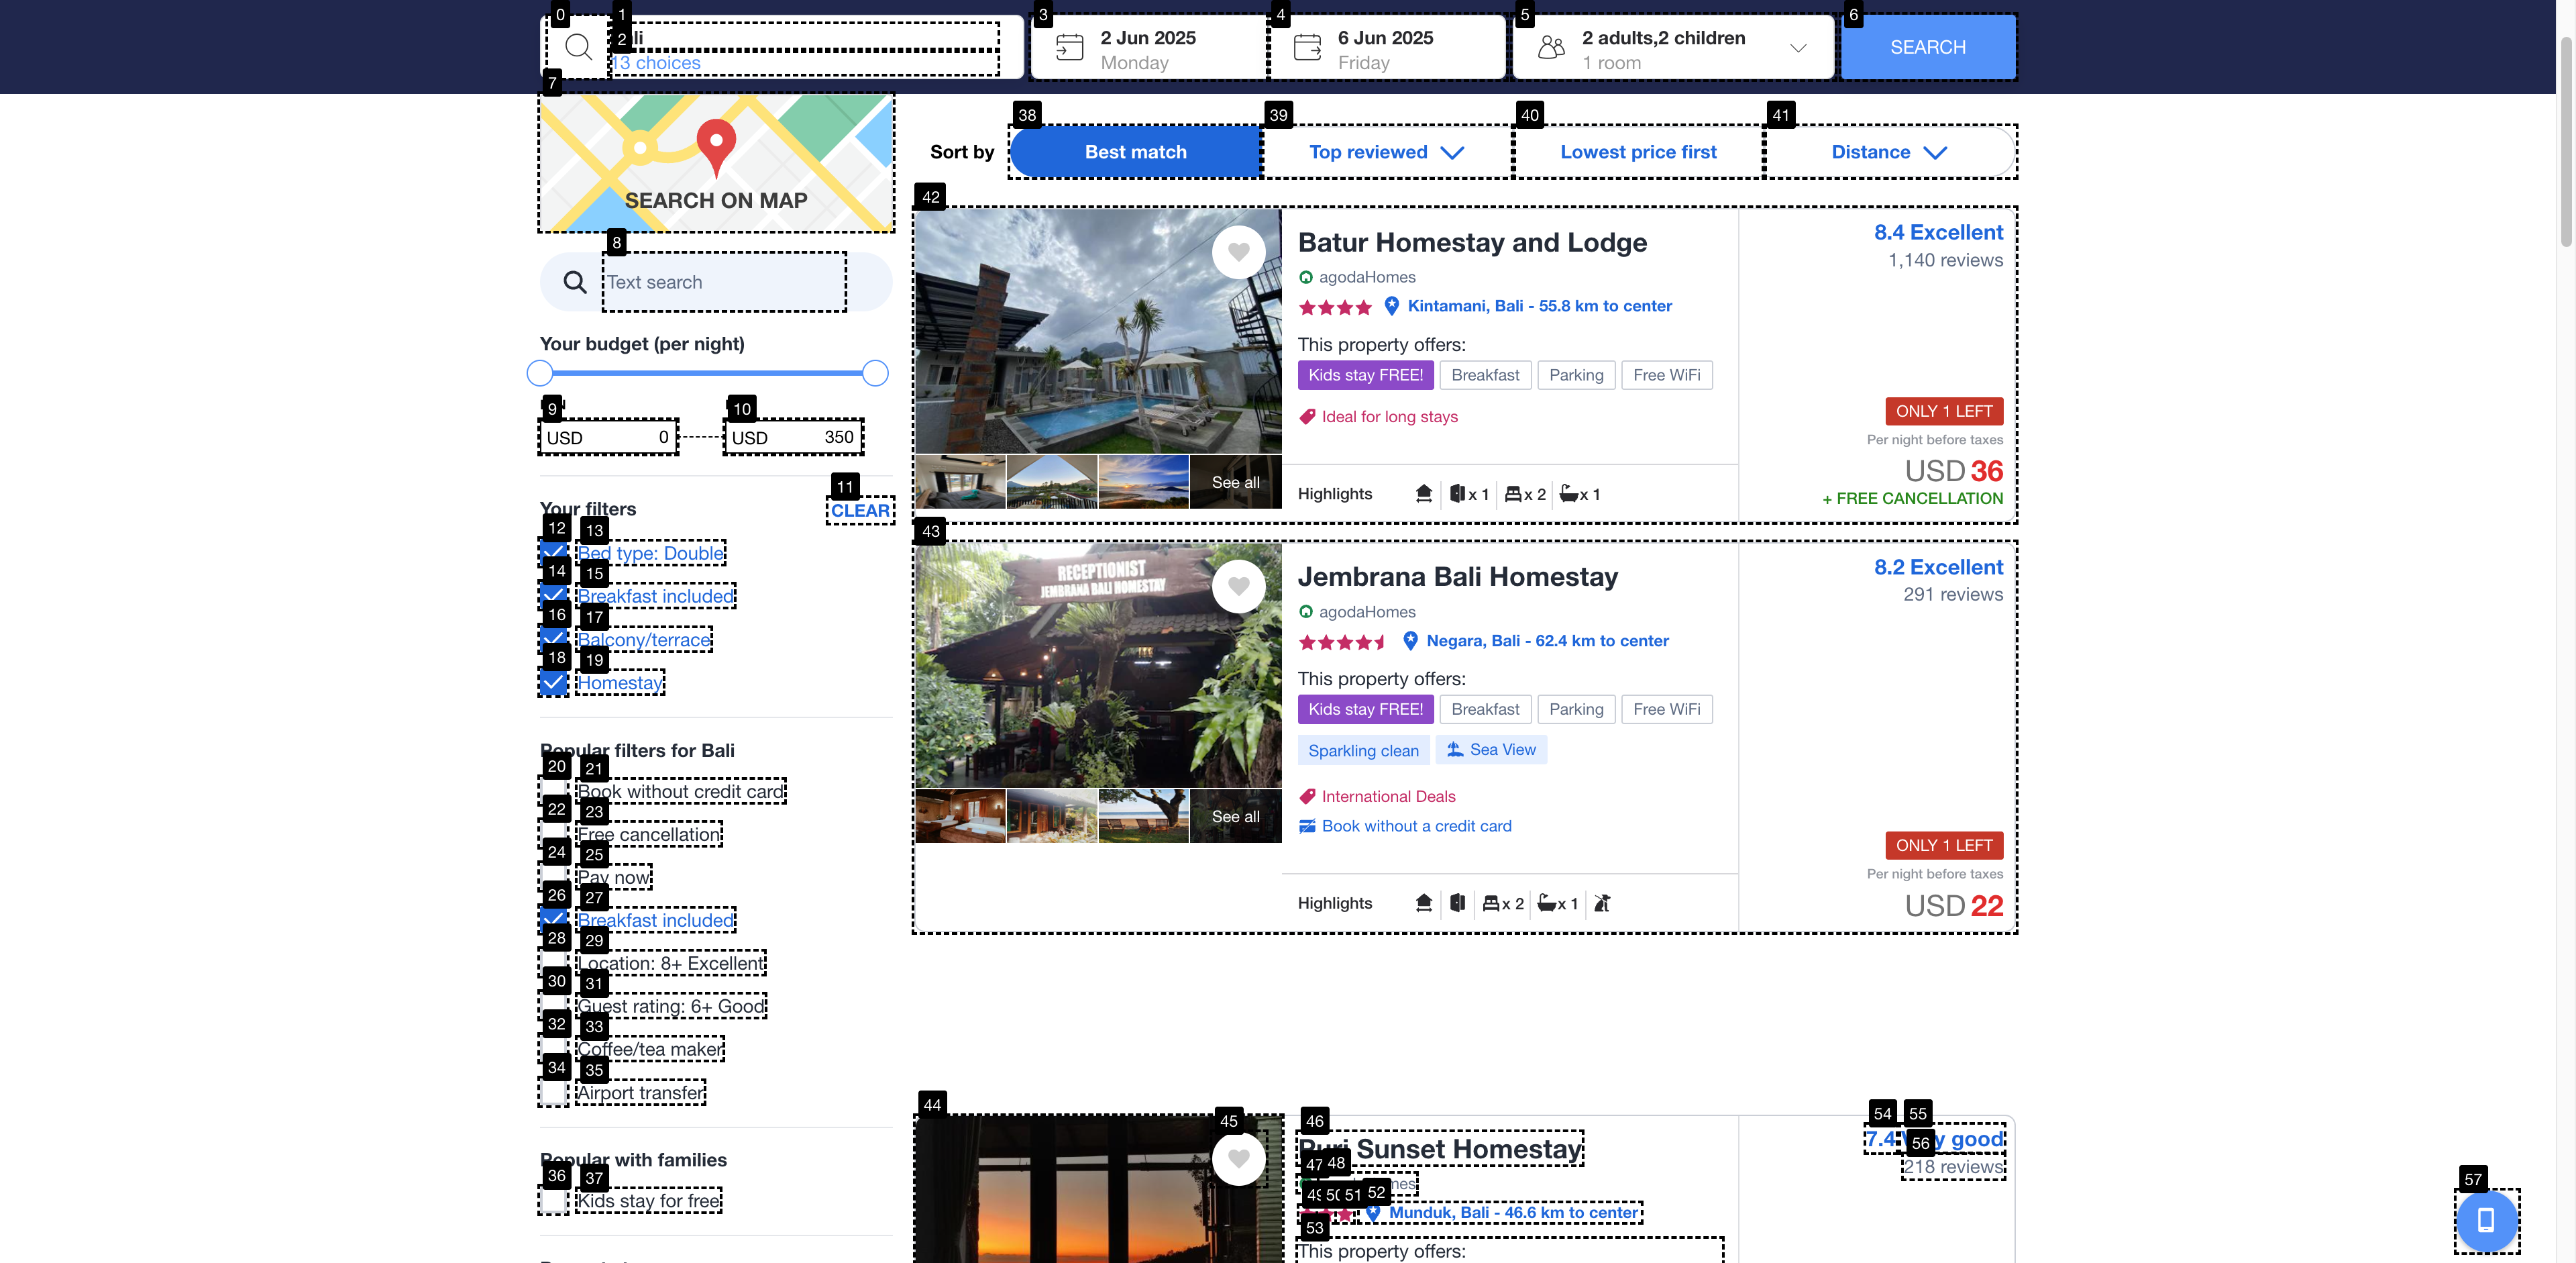 13 choices
2 Jun 2025
Monday
6 Jun 2025
Friday
2 adults,2 children
1 room
SEARCH
SEARCH ON MAP
Text search
Your budget (per night)
USD 0
USD 350
Your filters
CLEAR
Bed type: Double
Breakfast included
Balcony/terrace
Homestay
Popular filters for Bali
Book without credit card
Free cancellation
Pay now
Breakfast included
Location: 8+ Excellent
Guest rating: 6+ Good
Coffee/tea maker
Airport transfer
Popular with families
Kids stay for free
Sort by
Best match
Top reviewed
Lowest price first
Distance
Batur Homestay and Lodge
agodaHomes
Kintamani, Bali - 55.8 km to center
This property offers:
Kids stay FREE!
Breakfast
Parking
Free WiFi
Ideal for long stays
See all
Highlights
x 1
x 2
x 1
8.4 Excellent
1,140 reviews
ONLY 1 LEFT
Per night before taxes
USD 36
+ FREE CANCELLATION
RECEPTIONIST
JEMBRANA BALI HOMESTAY
Jembrana Bali Homestay
agodaHomes
Negara, Bali - 62.4 km to center
This property offers:
Kids stay FREE!
Breakfast
Parking
Free WiFi
Sparkling clean
Sea View
International Deals
Book without a credit card
See all
Highlights
x 2
x 1
8.2 Excellent
291 reviews
ONLY 1 LEFT
Per night before taxes
USD 22
Sunset Homestay
Munduk, Bali - 46.6 km to center
This property offers:
7.4
good
218 reviews
0
1
2
3
4
5
6
7
8
9
10
11
12
13
14
15
16
17
18
19
20
21
22
23
24
25
26
27
28
29
30
31
32
33
34
35
36
37
38
39
40
41
42
43
44
45
46
47
48
51
52
53
54
55
56
57